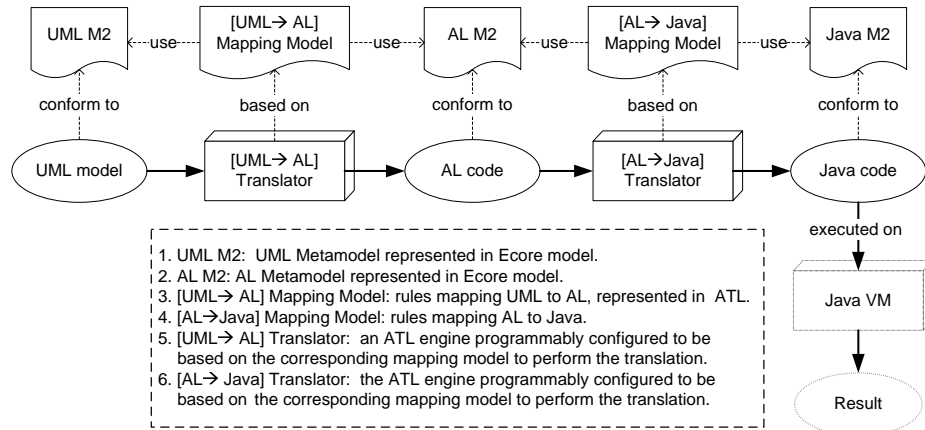 UML M2
use
[UML→ AL]
Mapping Model
use
AL M2
use
[AL→ Java]
Mapping Model
use
Java M2
conform to
based on
conform to
based on
conform to
UML model
[UML→ AL]
Translator
AL code
[AL→Java]
Translator
Java code
executed on
Java VM
Result
1. UML M2: UML Metamodel represented in Ecore model.
2. AL M2: AL Metamodel represented in Ecore model.
3. [UML→ AL] Mapping Model: rules mapping UML to AL, represented in ATL.
4. [AL→Java] Mapping Model: rules mapping AL to Java.
5. [UML→ AL] Translator: an ATL engine programmably configured to be
based on the corresponding mapping model to perform the translation.
6. [AL→ Java] Translator: the ATL engine programmably configured to be
based on the corresponding mapping model to perform the translation.